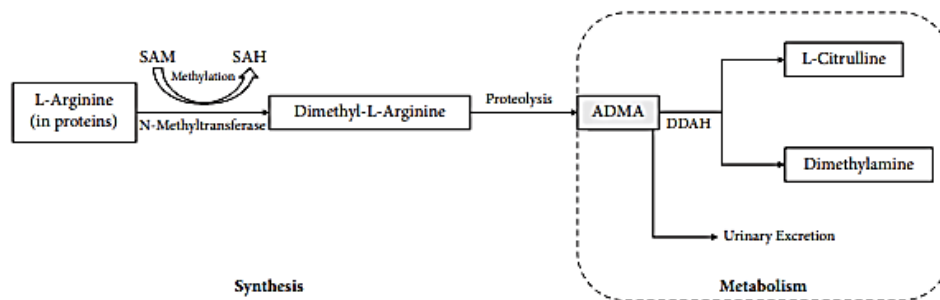 SAM
SAH
Methylation
L-Arginine
(in proteins)
N-Methyltransferase
Dimethyl-L-Arginine
Proteolysis
ADMA
DDAH
L-Citrulline
Dimethylamine
Urinary Excretion
Synthesis
Metabolism